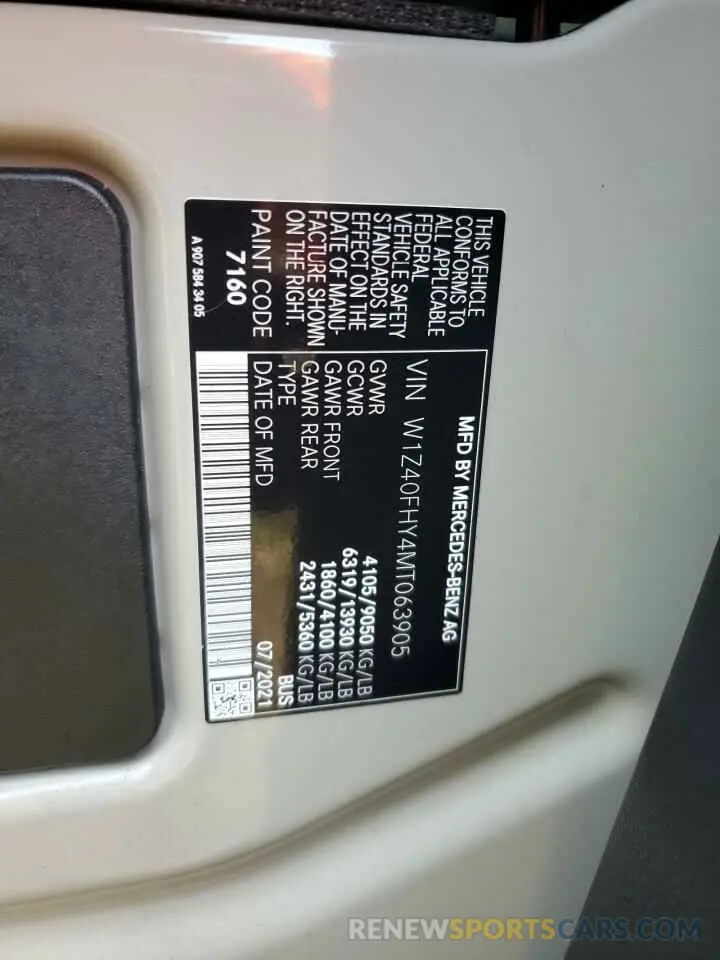 MFD BY MERCEDES-BENZ AG
VIN W1Z40FHY4MT063905
GVWR 4105/9050 KG/LB
GCWR 6319/13930 KG/LB
GAWR FRONT 1860/4100 KG/LB
GAWR REAR 2431/5360 KG/LB
TYPE BUS
DATE OF MFD 07/2021
THIS VEHICLE
CONFORMS TO
ALL APPLICABLE
FEDERAL
VEHICLE SAFETY
STANDARDS IN
EFFECT ON THE
DATE OF MANU-
FACTURE SHOWN
ON THE RIGHT.
PAINT CODE
7160
A 907 584 34 05
RENEWSPORTSCARS.COM